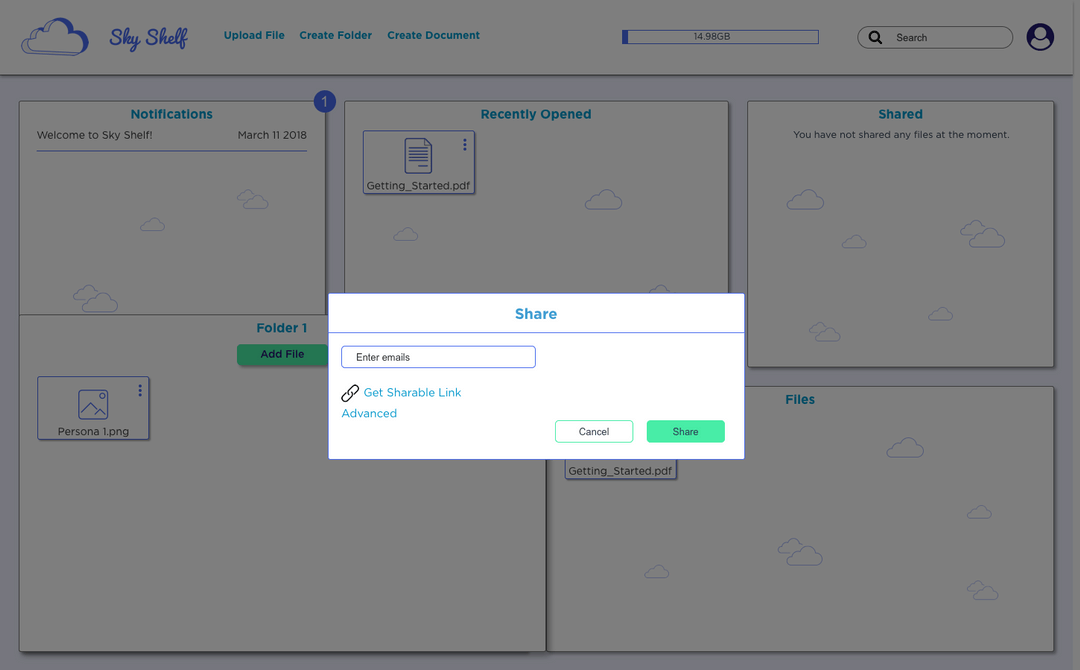 Sky Shelf
Upload File
Create Folder
Create Document
14.98GB
Search
Notifications
1
Welcome to Sky Shelf!
March 11 2018
Recently Opened
Getting_Started.pdf
Shared
You have not shared any files at the moment.
Folder 1
Add File
Persona 1.png
Share
Enter emails
Get Sharable Link
Advanced
Cancel
Share
Files
Getting_Started.pdf